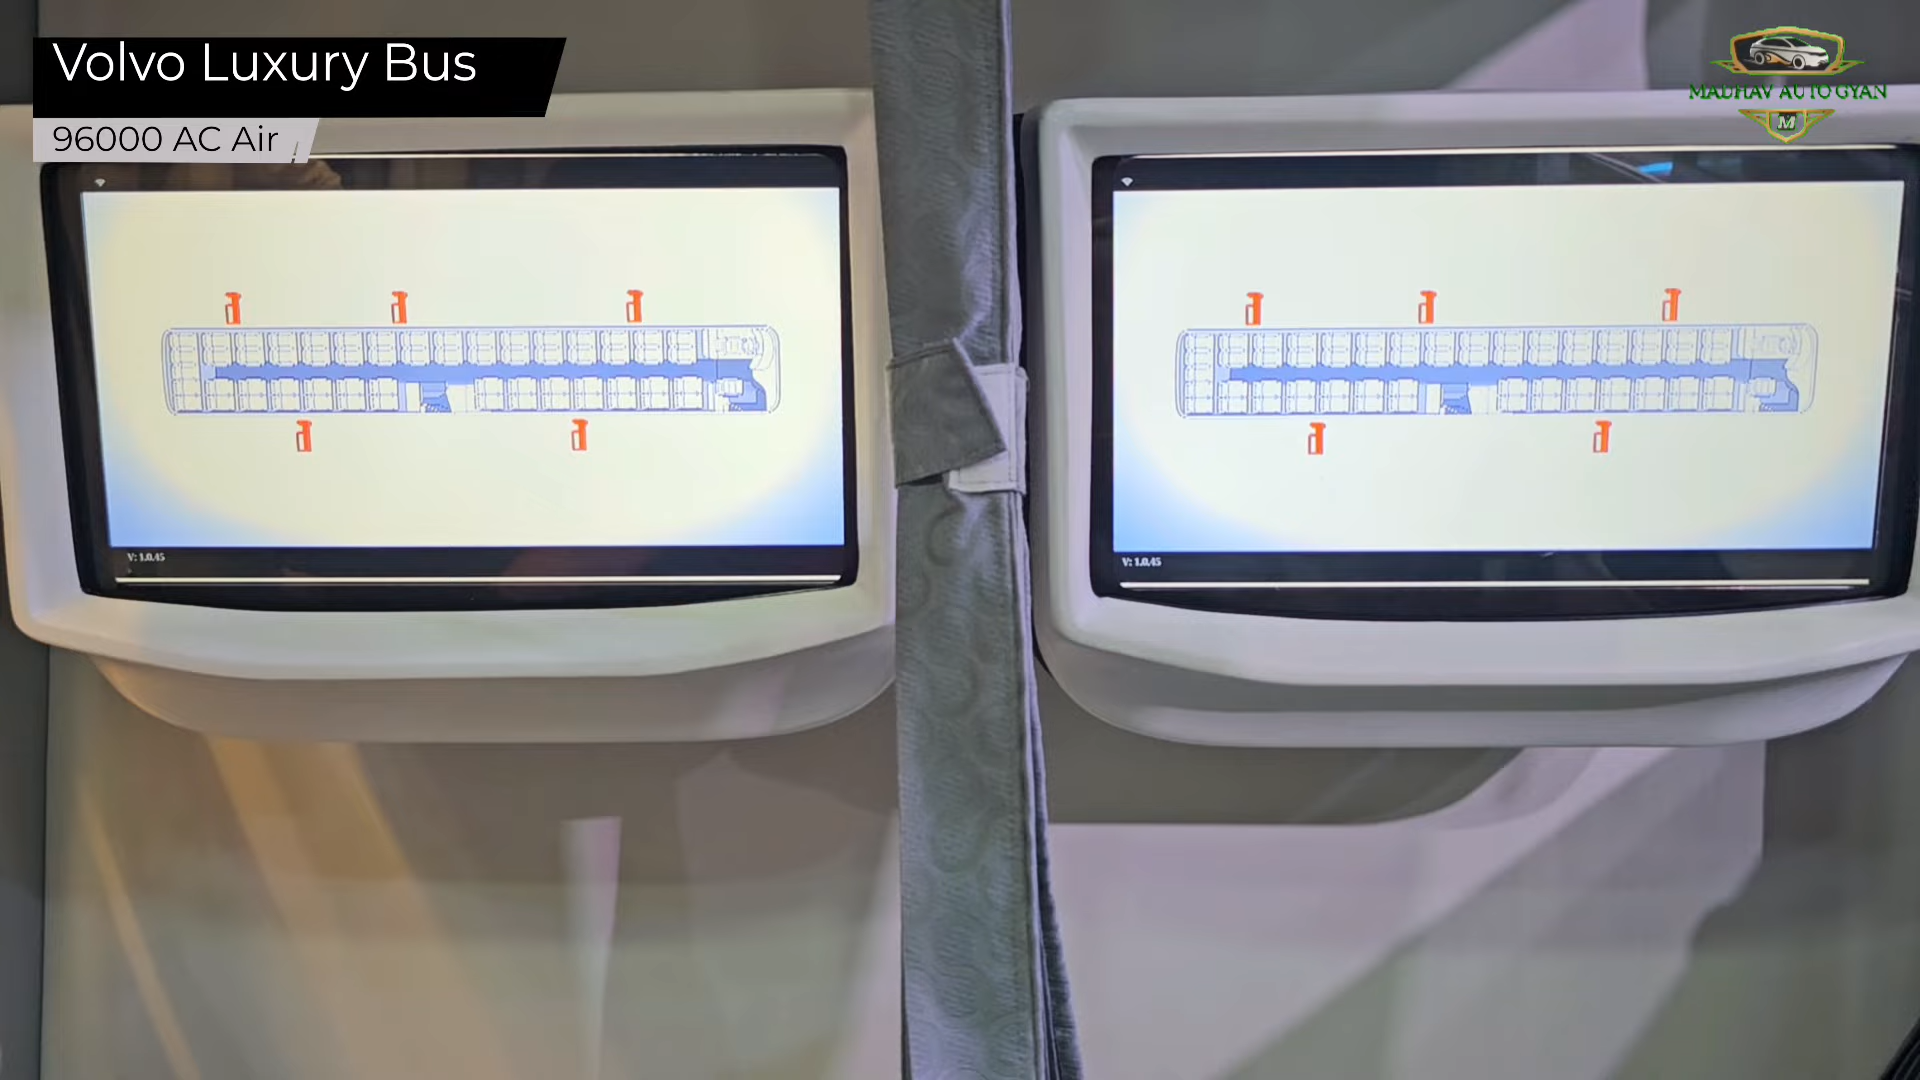 Volvo Luxury Bus
96000 AC Air
MADHAV AUTO GYAN
M
V: 1.0.45
V: 1.0.45